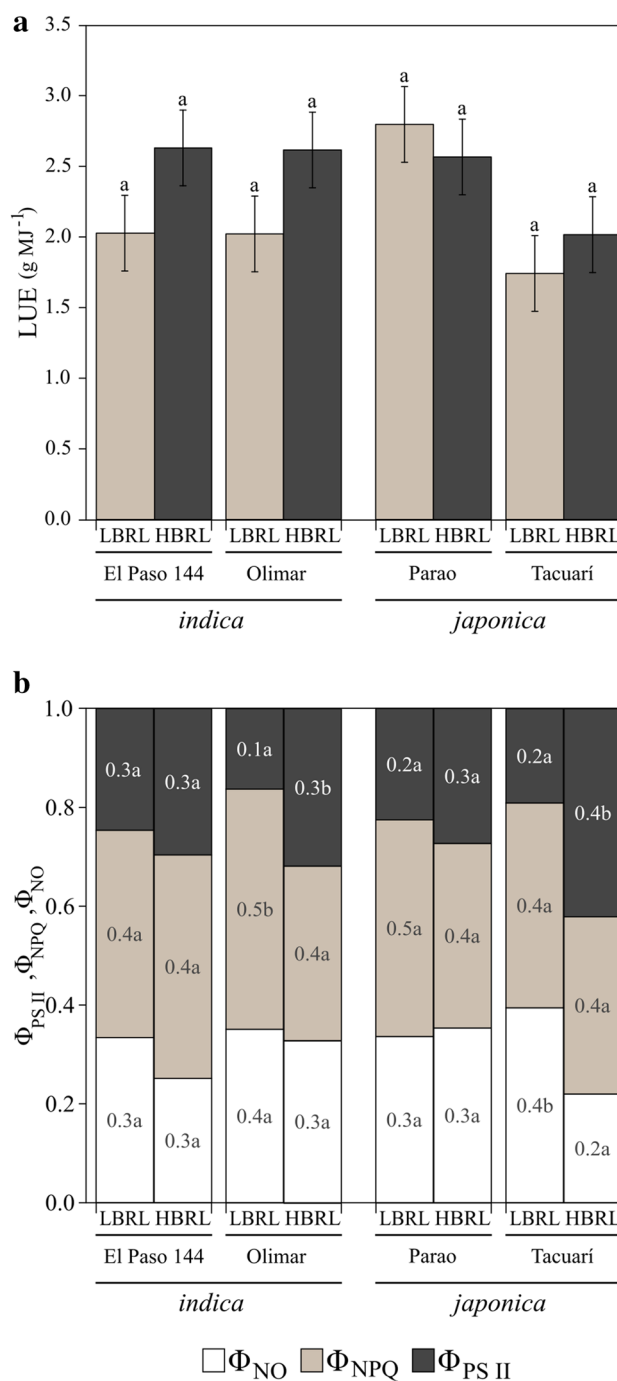 a
3.5
3.0
2.5
2.0
1.5
1.0
0.5
0.0
LUE (g MJ⁻¹)
a a a a a a a a
LBRL HBRL LBRL HBRL LBRL HBRL LBRL HBRL
El Paso 144 Olimar Parao Tacuarí
indica japonica
b
1.0
0.8
0.6
0.4
0.2
0.0
Φ_PS II, Φ_NPQ, Φ_NO
0.3a 0.3a 0.1a 0.3b 0.2a 0.3a 0.2a 0.4b
0.4a 0.4a 0.5b 0.4a 0.5a 0.4a 0.4a 0.4a
0.3a 0.3a 0.4a 0.3a 0.3a 0.3a 0.4b 0.2a
LBRL HBRL LBRL HBRL LBRL HBRL LBRL HBRL
El Paso 144 Olimar Parao Tacuarí
indica japonica
Φ_NO Φ_NPQ Φ_PS II